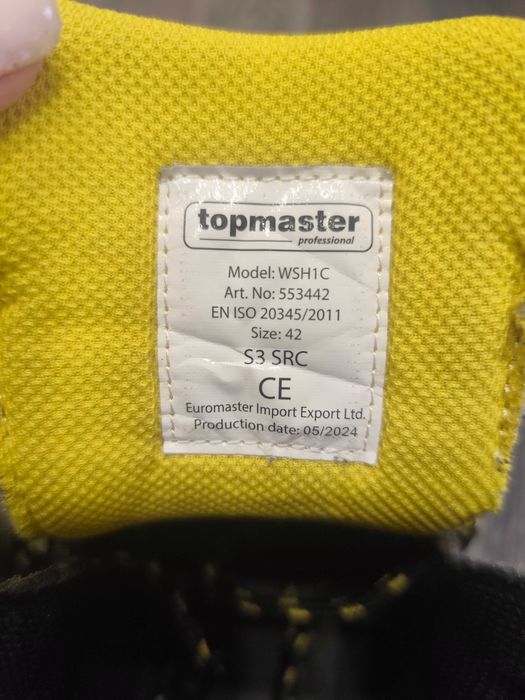 topmaster
professional
Model: WSH1C
Art. No: 553442
EN ISO 20345/2011
Size: 42
S3 SRC
CE
Euromaster Import Export Ltd.
Production date: 05/2024